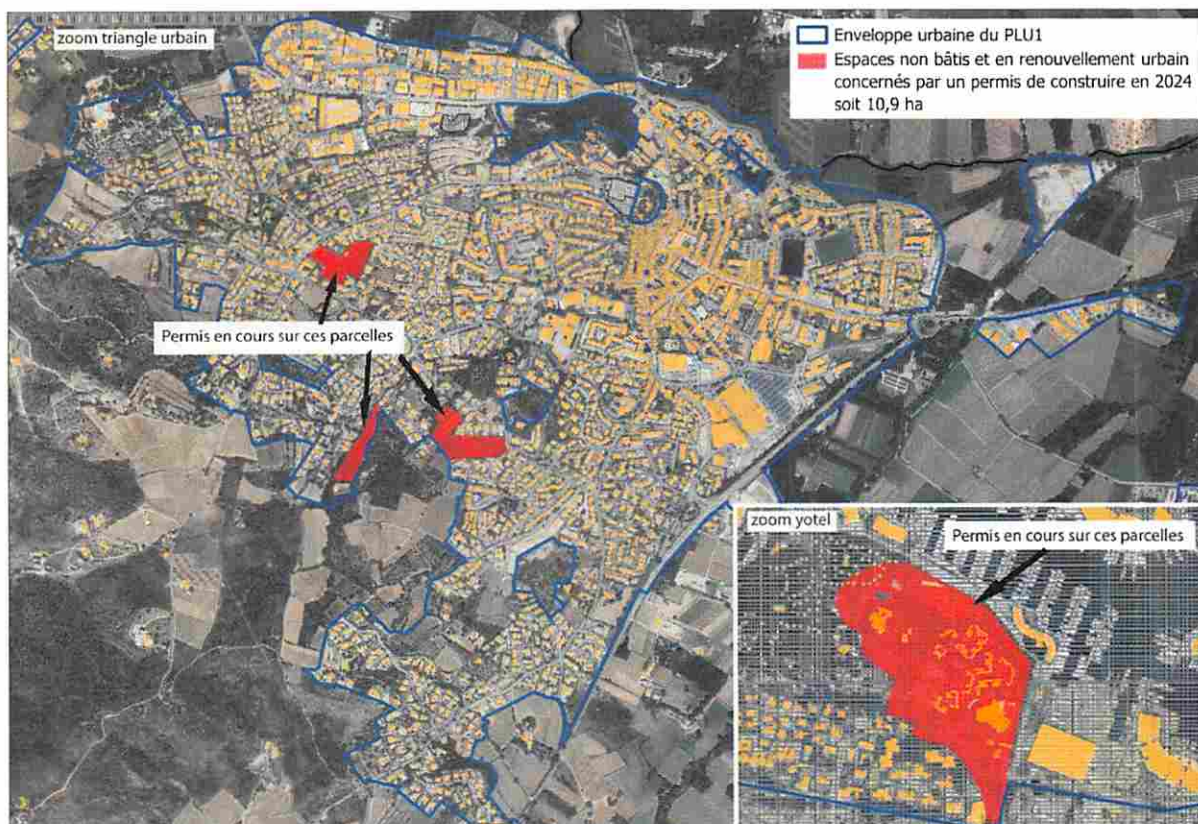 zoom triangle urbain
Enveloppe urbaine du PLU1
Espaces non bâtis et en renouvellement urbain
concernés par un permis de construire en 2024
soit 10,9 ha
Permis en cours sur ces parcelles
zoom yotel
Permis en cours sur ces parcelles